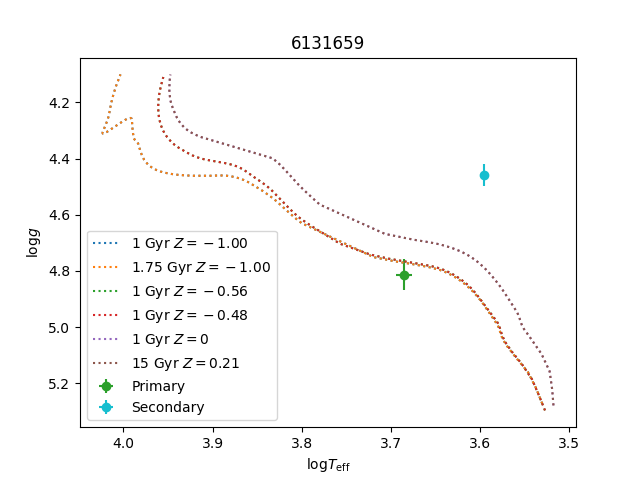 6131659
4.2
4.4
4.6
4.8
5.0
5.2
log g
1 Gyr Z = −1.00
1.75 Gyr Z = −1.00
1 Gyr Z = −0.56
1 Gyr Z = −0.48
1 Gyr Z = 0
15 Gyr Z = 0.21
Primary
Secondary
4.0 3.9 3.8 3.7 3.6 3.5
log T_eff